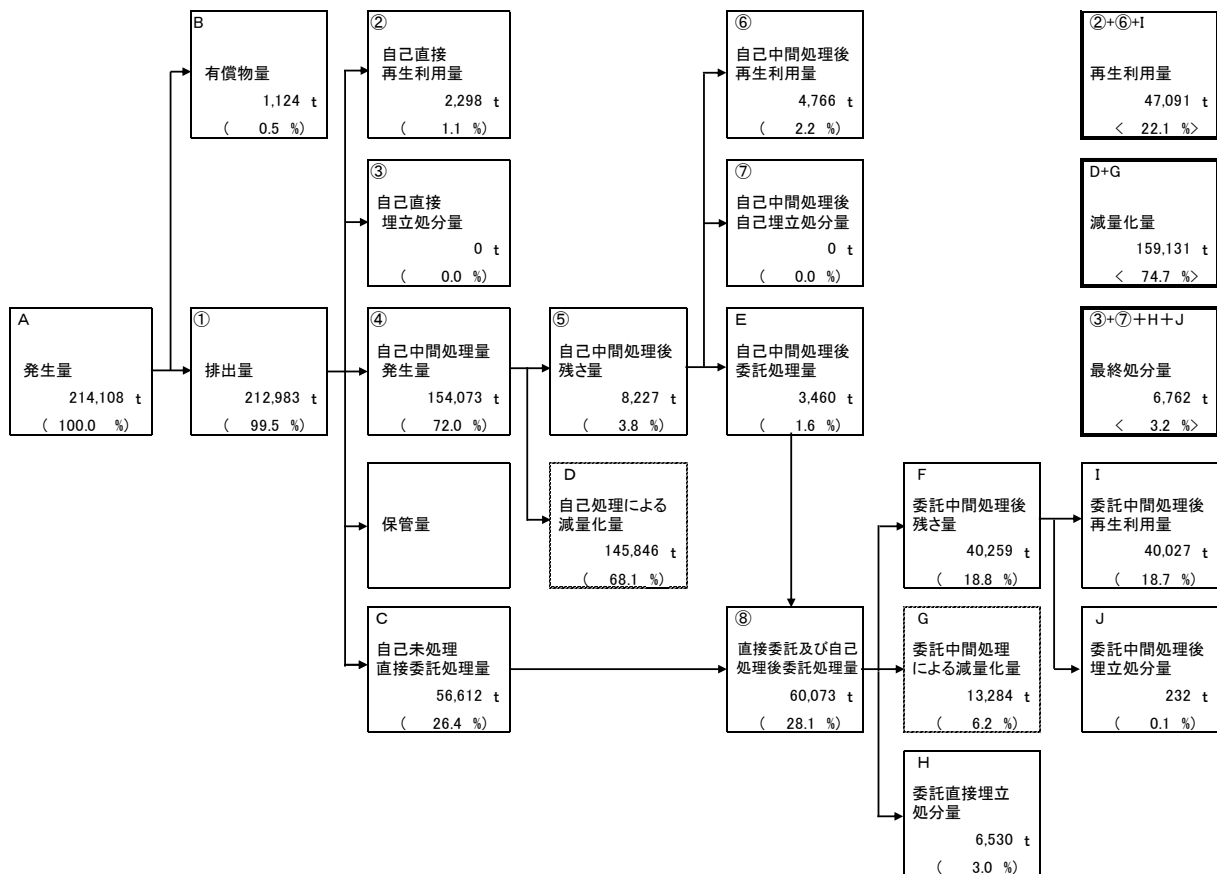 B
有償物量
1,124 t
( 0.5 %)
②
自己直接
再生利用量
2,298 t
( 1.1 %)
⑥
自己中間処理後
再生利用量
4,766 t
( 2.2 %)
②+⑥+I
再生利用量
47,091 t
< 22.1 %>
③
自己直接
埋立処分量
0 t
( 0.0 %)
⑦
自己中間処理後
自己埋立処分量
0 t
( 0.0 %)
D+G
減量化量
159,131 t
< 74.7 %>
A
発生量
214,108 t
( 100.0 %)
①
排出量
212,983 t
( 99.5 %)
④
自己中間処理量
発生量
154,073 t
( 72.0 %)
⑤
自己中間処理後
残さ量
8,227 t
( 3.8 %)
E
自己中間処理後
委託処理量
3,460 t
( 1.6 %)
③+⑦+H+J
最終処分量
6,762 t
< 3.2 %>
保管量
D
自己処理による
減量化量
145,846 t
( 68.1 %)
F
委託中間処理後
残さ量
40,259 t
( 18.8 %)
I
委託中間処理後
再生利用量
40,027 t
( 18.7 %)
C
自己未処理
直接委託処理量
56,612 t
( 26.4 %)
⑧
直接委託及び自己
処理後委託処理量
60,073 t
( 28.1 %)
G
委託中間処理
による減量化量
13,284 t
( 6.2 %)
J
委託中間処理後
埋立処分量
232 t
( 0.1 %)
H
委託直接埋立
処分量
6,530 t
( 3.0 %)